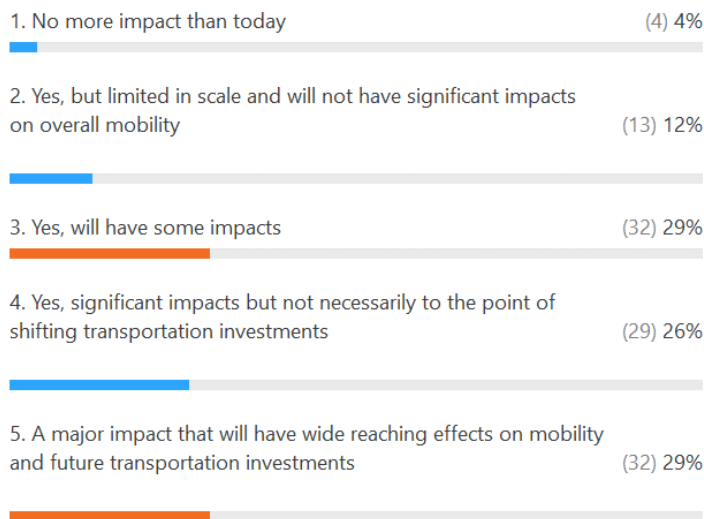 1. No more impact than today (4) 4%
2. Yes, but limited in scale and will not have significant impacts
on overall mobility (13) 12%
3. Yes, will have some impacts (32) 29%
4. Yes, significant impacts but not necessarily to the point of
shifting transportation investments (29) 26%
5. A major impact that will have wide reaching effects on mobility
and future transportation investments (32) 29%